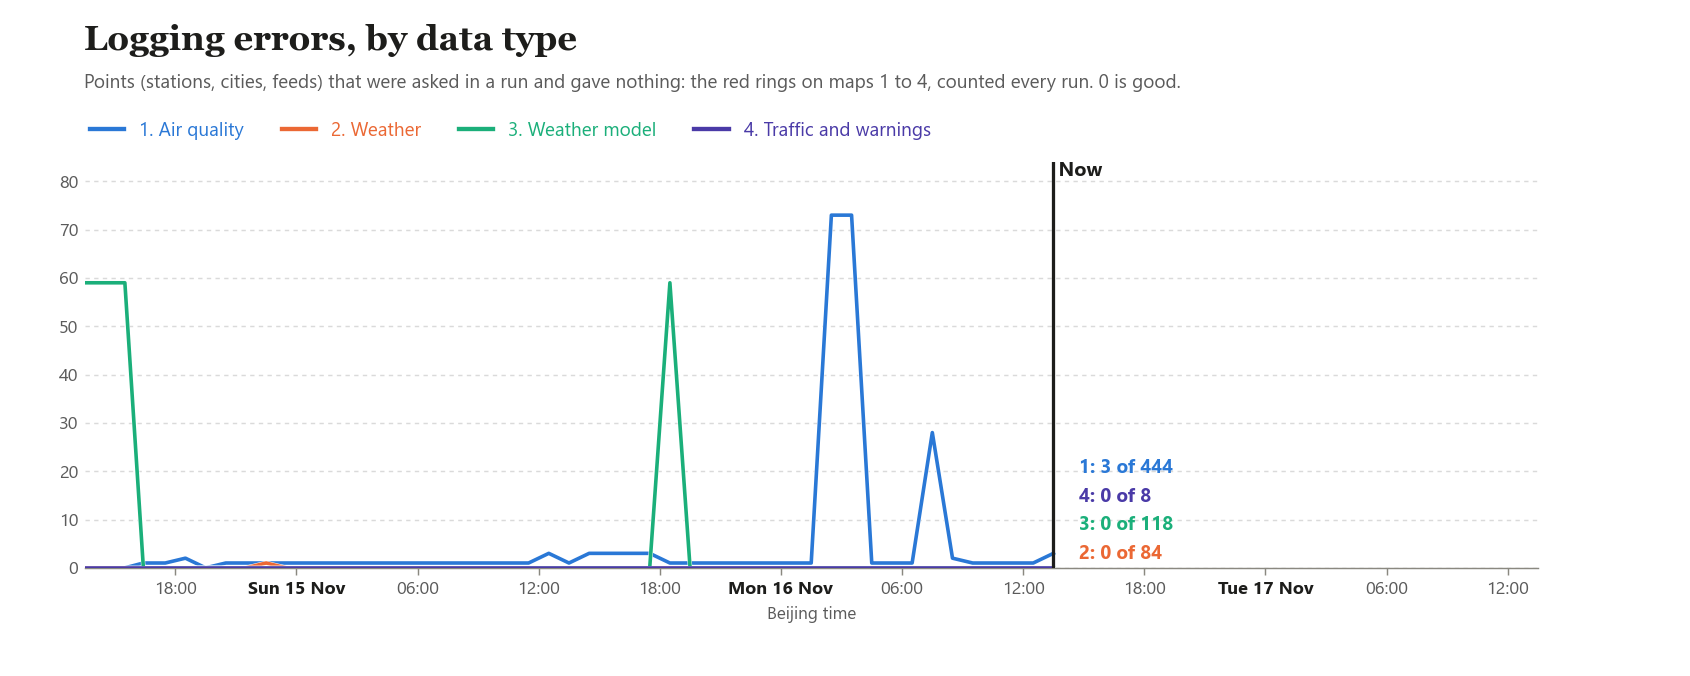 Logging errors, by data type
Points (stations, cities, feeds) that were asked in a run and gave nothing: the red rings on maps 1 to 4, counted every run. 0 is good.
1. Air quality 2. Weather 3. Weather model 4. Traffic and warnings
Now
80
70
60
50
40
30
20
10
0
1: 3 of 444
4: 0 of 8
3: 0 of 118
2: 0 of 84
18:00 Sun 15 Nov 06:00 12:00 18:00 Mon 16 Nov 06:00 12:00 18:00 Tue 17 Nov 06:00 12:00
Beijing time